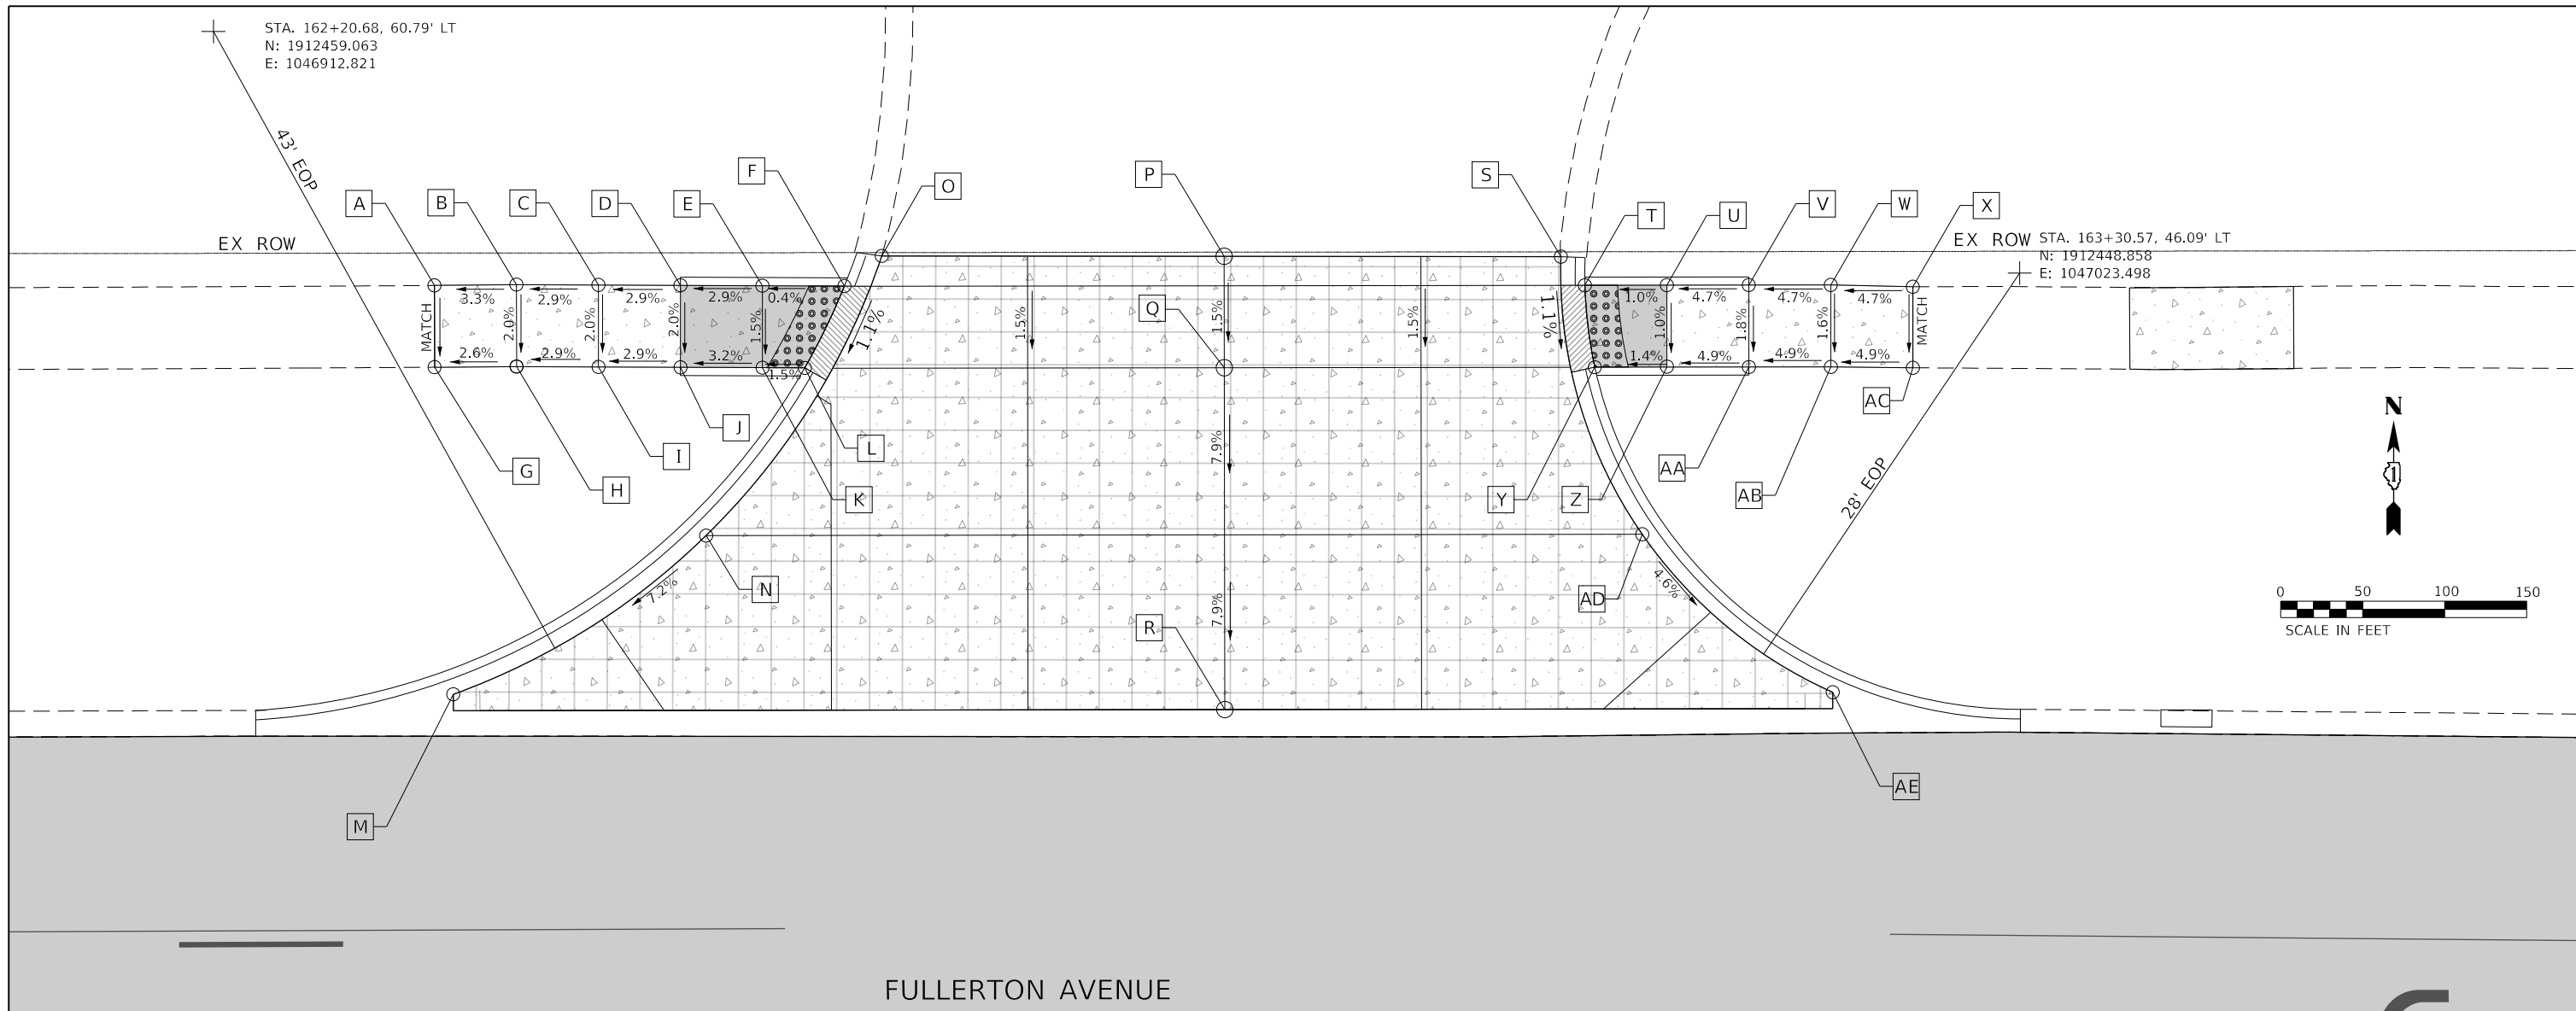 STA. 162+20.68, 60.79' LT
N: 1912459.063
E: 1046912.821
43' EOP
F
O
P
S
A
B
C
D
E
T
U
V
W
X
EX ROW
EX ROW
STA. 163+30.57, 46.09' LT
N: 1912448.858
E: 1047023.498
MATCH
3.3%
2.9%
2.9%
2.9%
0.4%
2.0%
2.0%
2.0%
1.5%
2.6%
2.9%
2.9%
3.2%
1.5%
1.1%
1.5%
Q
1.5%
1.5%
1.1%
1.0%
4.7%
4.7%
4.7%
1.0%
1.8%
1.6%
MATCH
1.4%
4.9%
4.9%
4.9%
AC
N
1
J
L
I
G
H
K
7.9%
Y
Z
AA
AB
28' EOP
N
7.2%
7.9%
R
AD
4.6%
0 50 100 150
SCALE IN FEET
M
AE
FULLERTON AVENUE